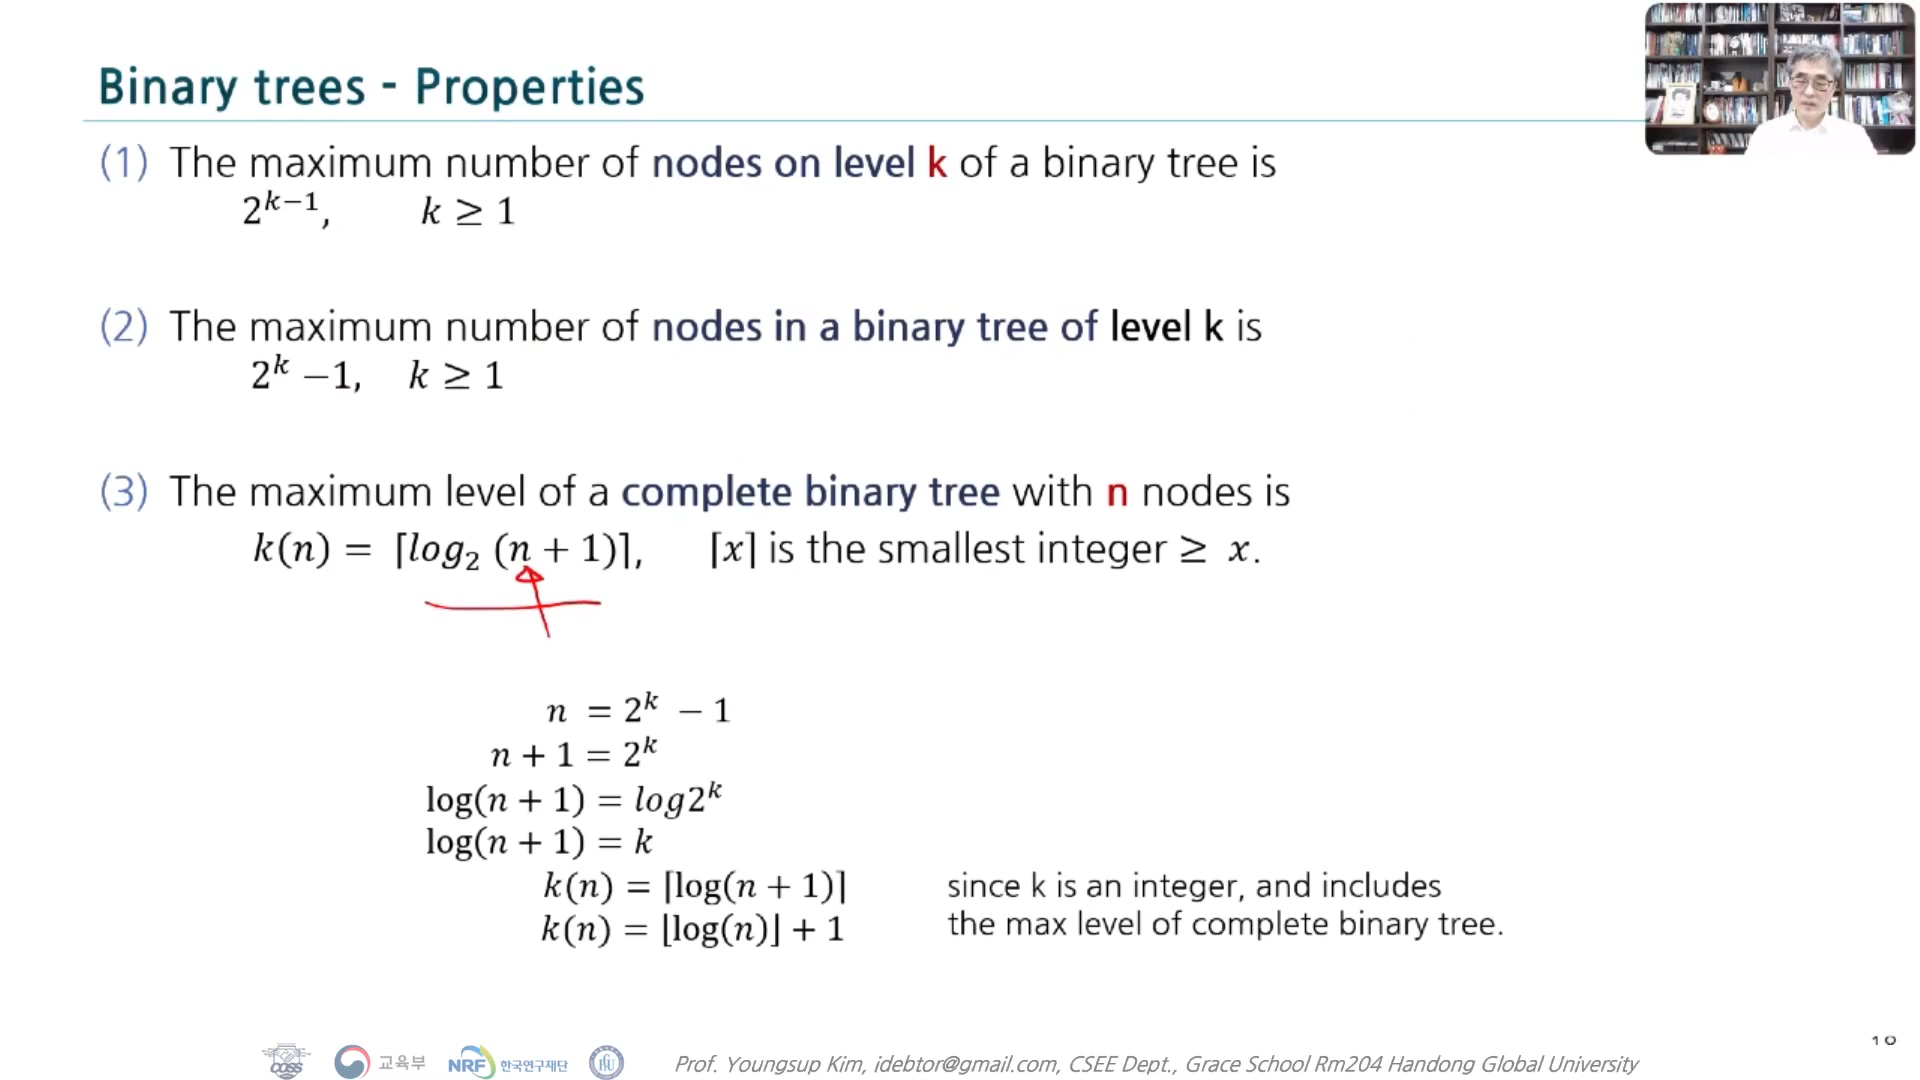 Binary trees - Properties
(1) The maximum number of nodes on level k of a binary tree is
2^{k−1}, k ≥ 1
(2) The maximum number of nodes in a binary tree of level k is
2^k −1, k ≥ 1
(3) The maximum level of a complete binary tree with n nodes is
k(n) = ⌈log₂ (n + 1)⌉, ⌈x⌉ is the smallest integer ≥ x.
n = 2^k − 1
n + 1 = 2^k
log(n + 1) = log2^k
log(n + 1) = k
k(n) = ⌈log(n + 1)⌉ since k is an integer, and includes
k(n) = ⌊log(n)⌋ + 1 the max level of complete binary tree.
COSS 교육부 NRF 한국연구재단 Prof. Youngsup Kim, idebtor@gmail.com, CSEE Dept., Grace School Rm204 Handong Global University